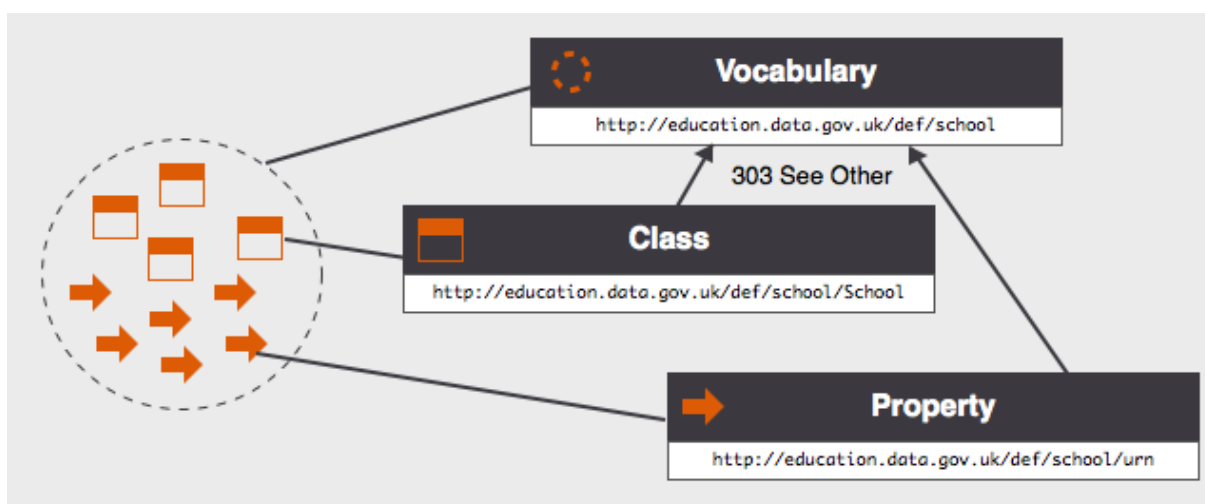 Vocabulary
http://education.data.gov.uk/def/school
303 See Other
Class
http://education.data.gov.uk/def/school/School
Property
http://education.data.gov.uk/def/school/urn